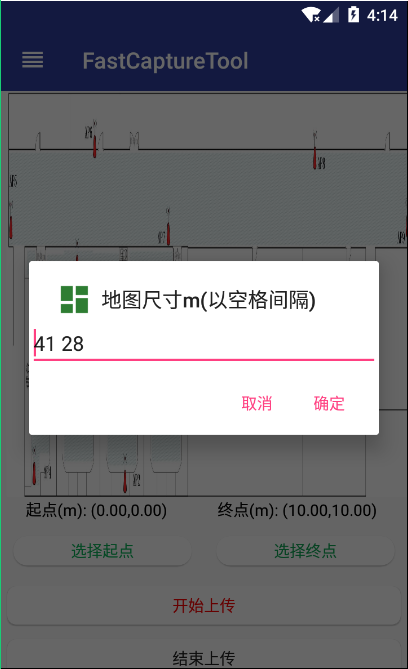 4:14
FastCaptureTool
地图尺寸m(以空格间隔)
41 28
取消 确定
起点(m): (0.00,0.00) 终点(m): (10.00,10.00)
选择起点 选择终点
开始上传
结束上传